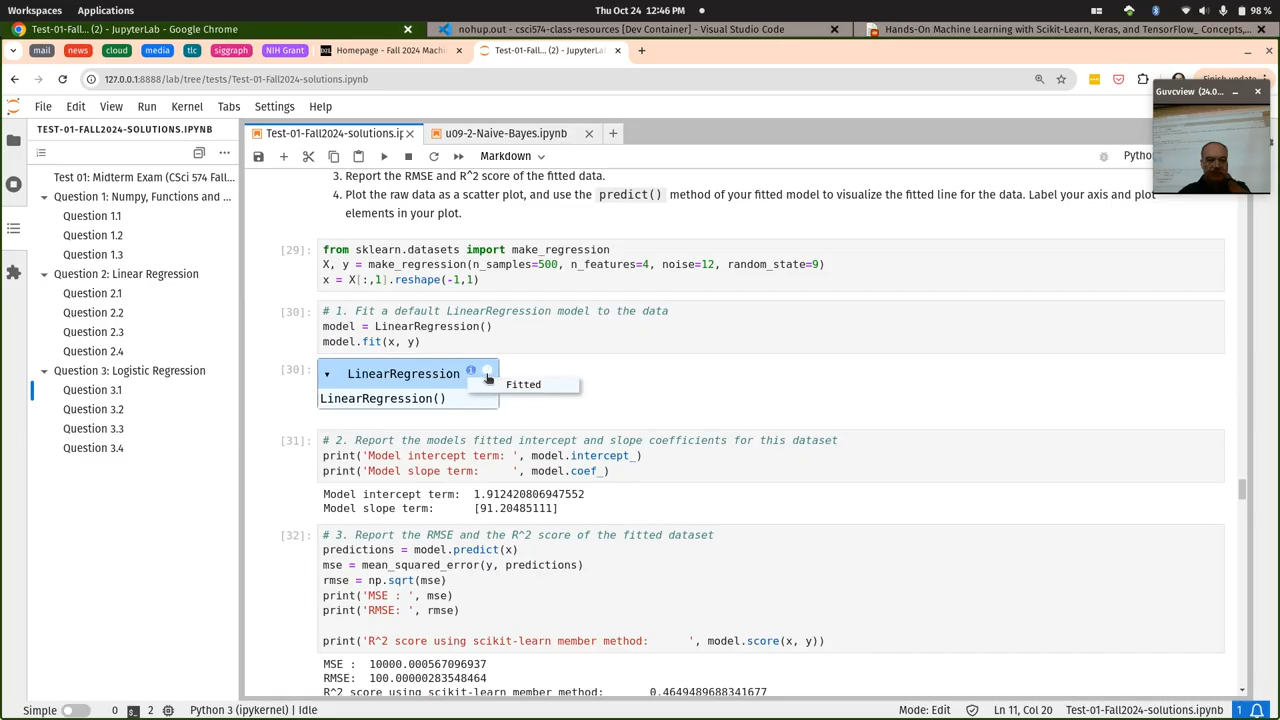 Workspaces Applications Thu Oct 24 12:46 PM 98 %
Test-01-Fall... (2) - JupyterLab - Google Chrome nohup.out - csci574-class-resources [Dev Container] - Visual Studio Code Hands-On Machine Learning with Scikit-Learn, Keras, and TensorFlow_ Concepts,...
mail news cloud media tlc siggraph NIH Grant Homepage - Fall 2024 Machi Test-01-Fall... (2) - JupyterL
127.0.0.1:8888/lab/tree/tests/Test-01-Fall2024-solutions.ipynb Finish update
Guvcview (24.0...
File Edit View Run Kernel Tabs Settings Help
TEST-01-FALL2024-SOLUTIONS.IPYNB
Test-01-Fall2024-solutions.ip u09-2-Naive-Bayes.ipynb
Markdown Pytho
Test 01: Midterm Exam (CSci 574 Fall...
Question 1: Numpy, Functions and ...
Question 1.1
Question 1.2
Question 1.3
Question 2: Linear Regression
Question 2.1
Question 2.2
Question 2.3
Question 2.4
Question 3: Logistic Regression
Question 3.1
Question 3.2
Question 3.3
Question 3.4
3. Report the RMSE and R^2 score of the fitted data.
4. Plot the raw data as a scatter plot, and use the predict() method of your fitted model to visualize the fitted line for the data. Label your axis and plot
elements in your plot.
[29]: from sklearn.datasets import make_regression
X, y = make_regression(n_samples=500, n_features=4, noise=12, random_state=9)
x = X[:,1].reshape(-1,1)
[30]: # 1. Fit a default LinearRegression model to the data
model = LinearRegression()
model.fit(x, y)
[30]: LinearRegression i
Fitted
LinearRegression()
[31]: # 2. Report the models fitted intercept and slope coefficients for this dataset
print('Model intercept term: ', model.intercept_)
print('Model slope term:     ', model.coef_)
Model intercept term:  1.912420806947552
Model slope term:      [91.20485111]
[32]: # 3. Report the RMSE and the R^2 score of the fitted dataset
predictions = model.predict(x)
mse = mean_squared_error(y, predictions)
rmse = np.sqrt(mse)
print('MSE : ', mse)
print('RMSE: ', rmse)
print('R^2 score using scikit-learn member method:      ', model.score(x, y))
MSE :  10000.000567096937
RMSE:  100.00000283548464
R^2 score using scikit-learn member method:       0.4649489688341677
Simple 0 2 Python 3 (ipykernel) | Idle Mode: Edit Ln 11, Col 20 Test-01-Fall2024-solutions.ipynb 1